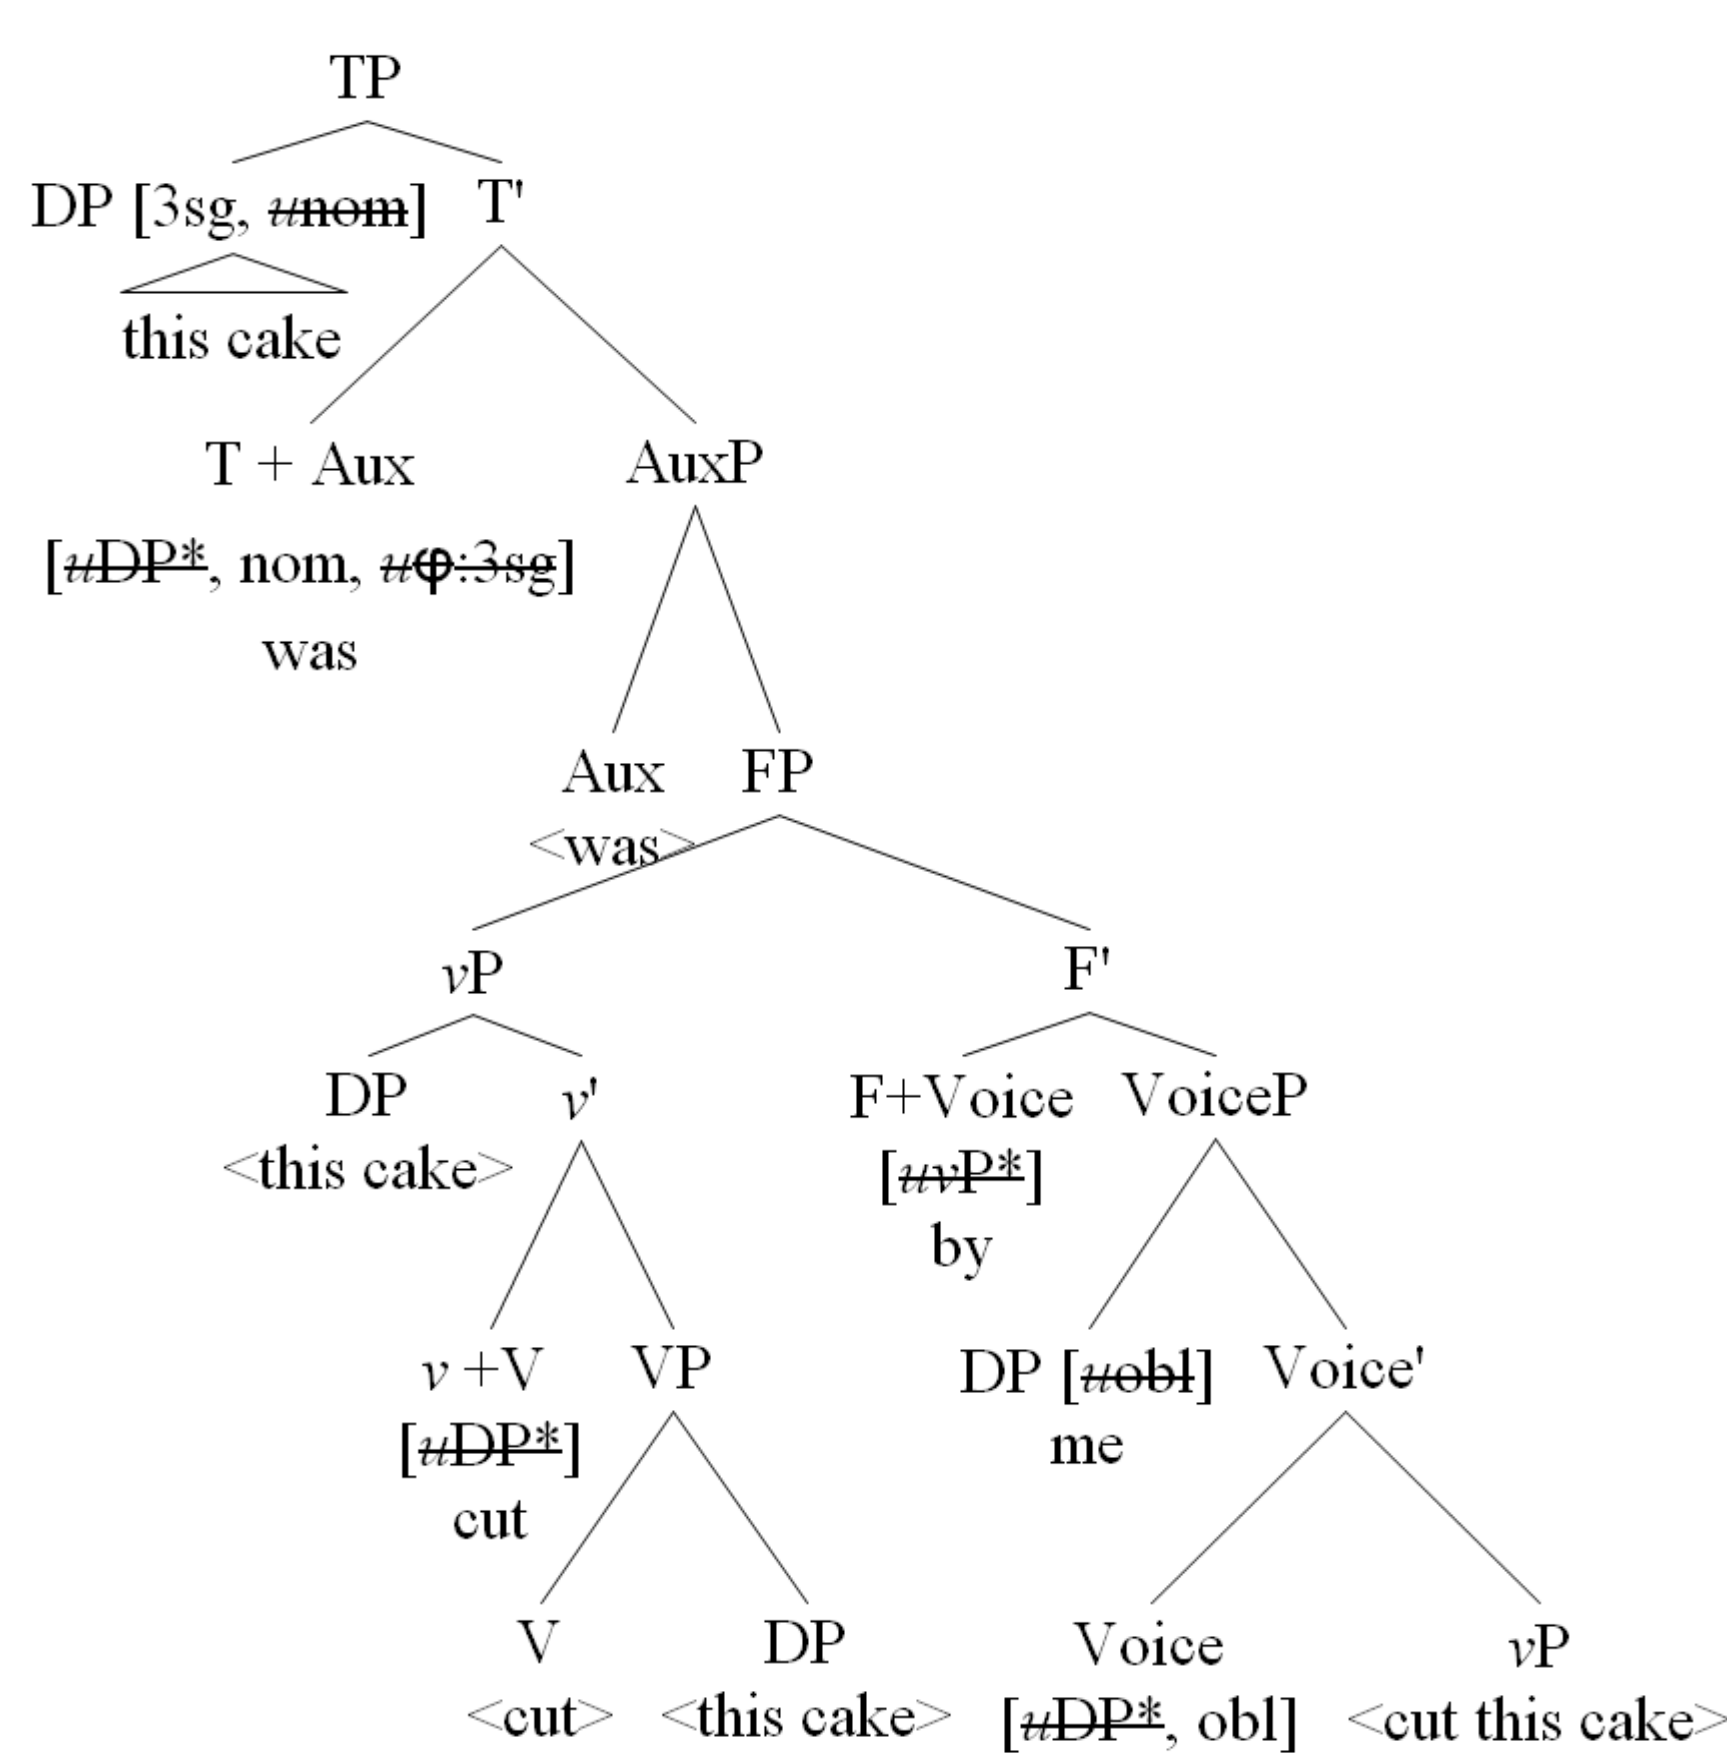 TP
DP [3sg, unom] T'
this cake
T + Aux AuxP
[uDP*, nom, uφ:3sg]
was
Aux FP
<was>
vP F'
DP v' F+Voice VoiceP
<this cake> [uvP*]
by
v +V VP DP [uobl] Voice'
[uDP*] me
cut
V DP Voice vP
<cut> <this cake> [uDP*, obl] <cut this cake>